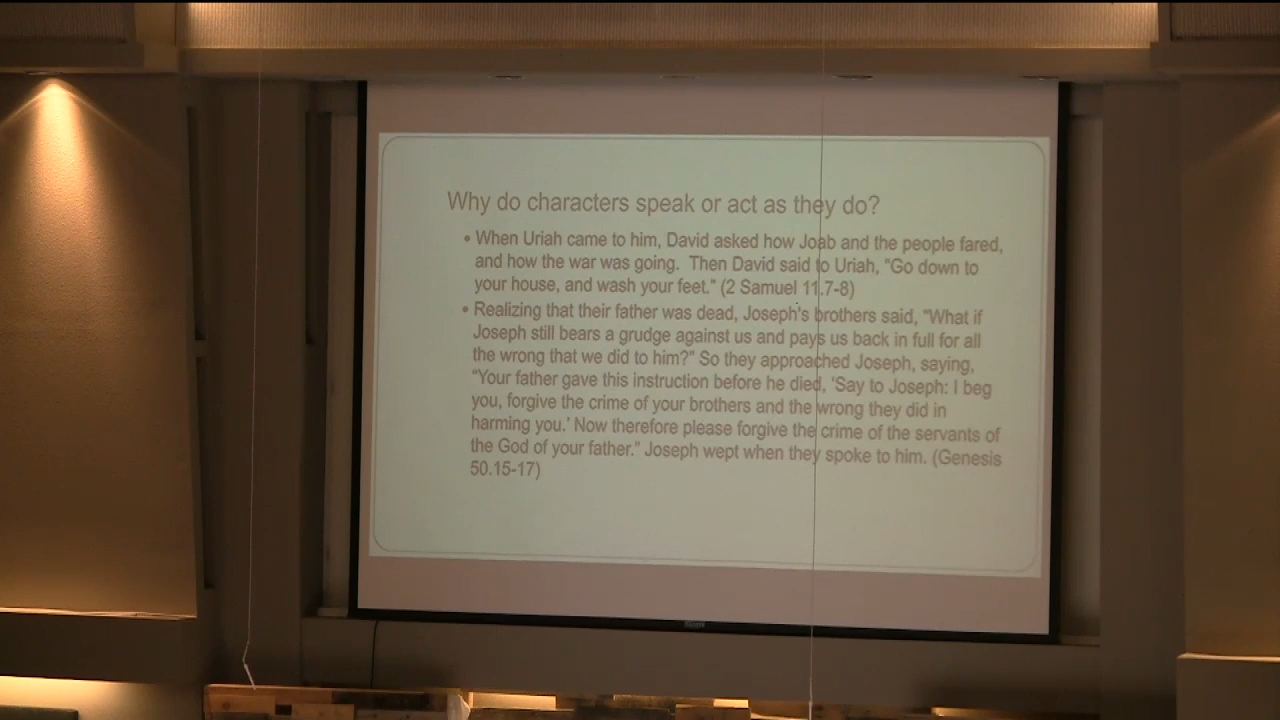 Why do characters speak or act as they do?
• When Uriah came to him, David asked how Joab and the people fared,
and how the war was going. Then David said to Uriah, "Go down to
your house, and wash your feet." (2 Samuel 11.7-8)
• Realizing that their father was dead, Joseph's brothers said, "What if
Joseph still bears a grudge against us and pays us back in full for all
the wrong that we did to him?" So they approached Joseph, saying,
"Your father gave this instruction before he died, 'Say to Joseph: I beg
you, forgive the crime of your brothers and the wrong they did in
harming you.' Now therefore please forgive the crime of the servants of
the God of your father." Joseph wept when they spoke to him. (Genesis
50.15-17)